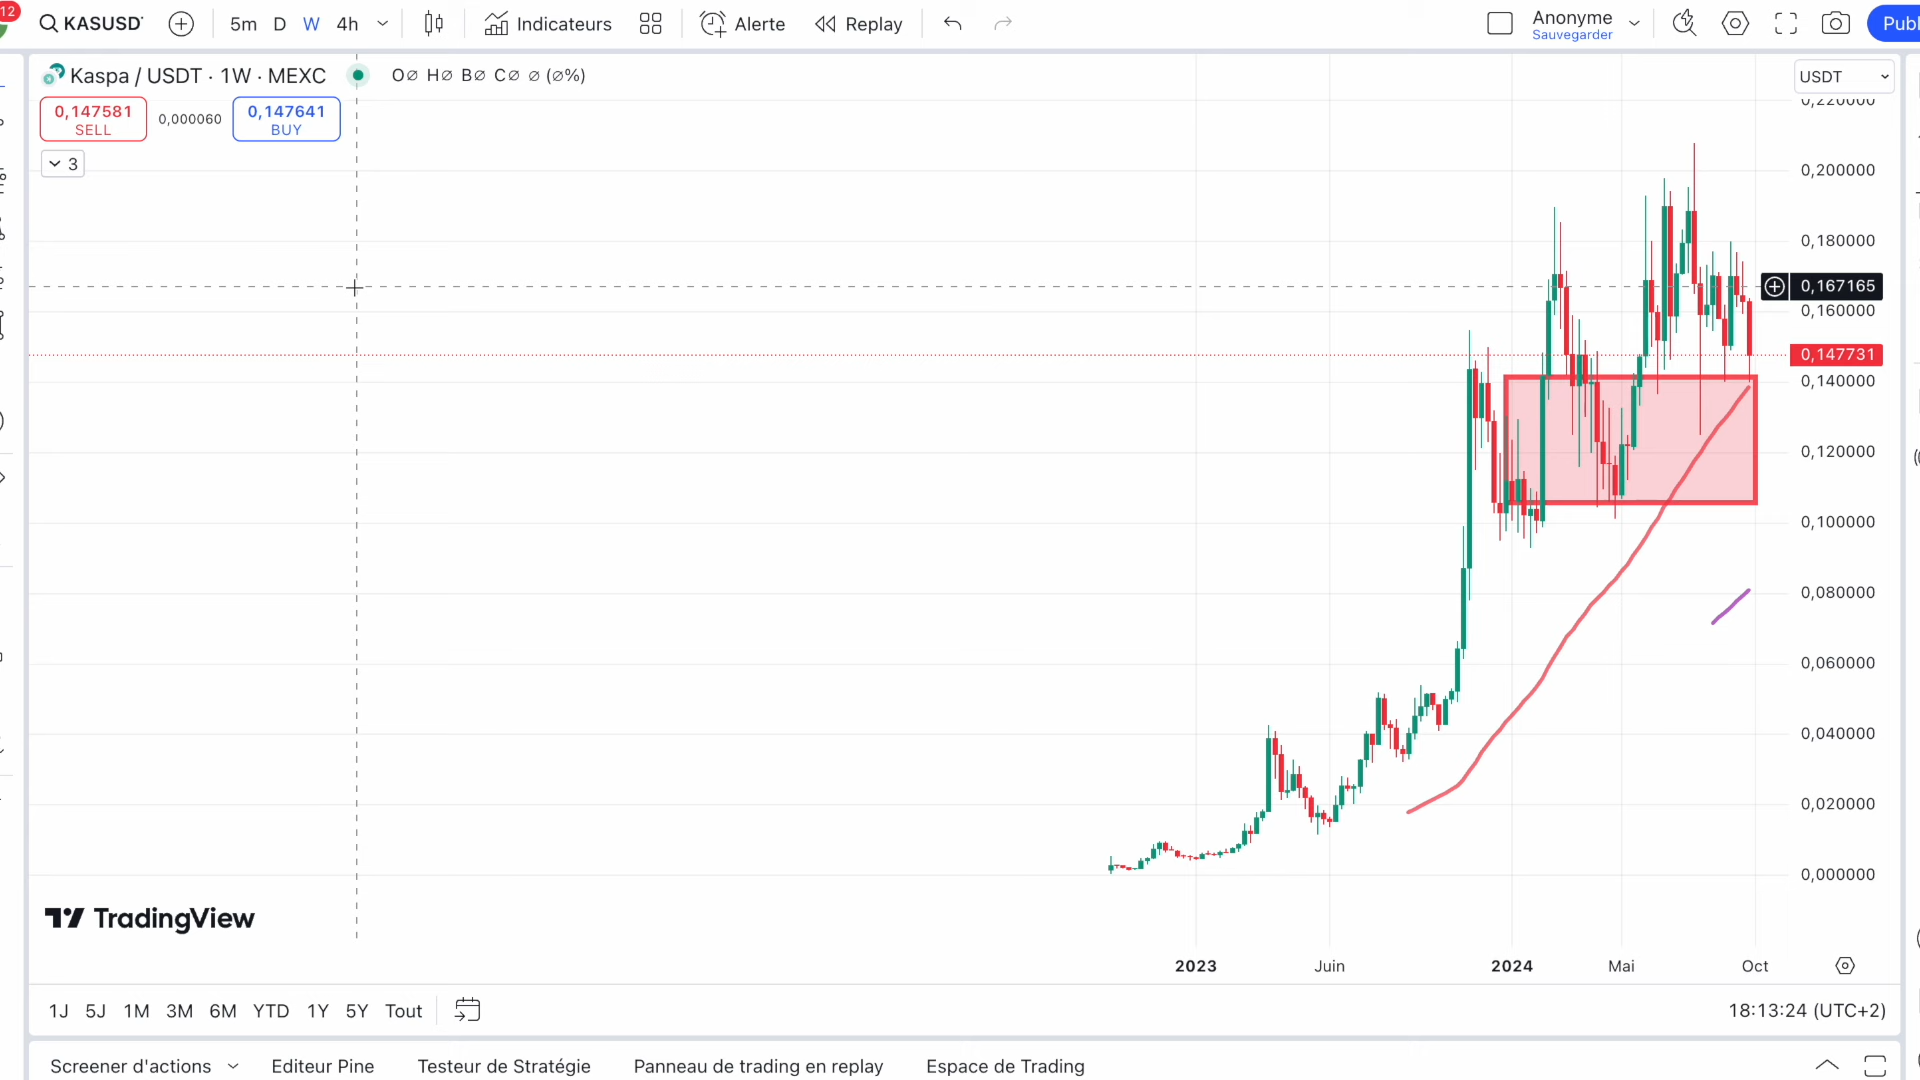 12
KASUSDT
5m D W 4h
Indicateurs
Alerte
Replay
Anonyme
Sauvegarder
Publ
Kaspa / USDT · 1W · MEXC
O∅ H∅ B∅ C∅ ∅ (∅%)
USDT
0,147581
SELL
0,000060
0,147641
BUY
3
0,220000
0,200000
0,180000
0,167165
0,160000
0,147731
0,140000
0,120000
0,100000
0,080000
0,060000
0,040000
0,020000
0,000000
TradingView
2023 Juin 2024 Mai Oct
1J 5J 1M 3M 6M YTD 1Y 5Y Tout
18:13:24 (UTC+2)
Screener d'actions Editeur Pine Testeur de Stratégie Panneau de trading en replay Espace de Trading